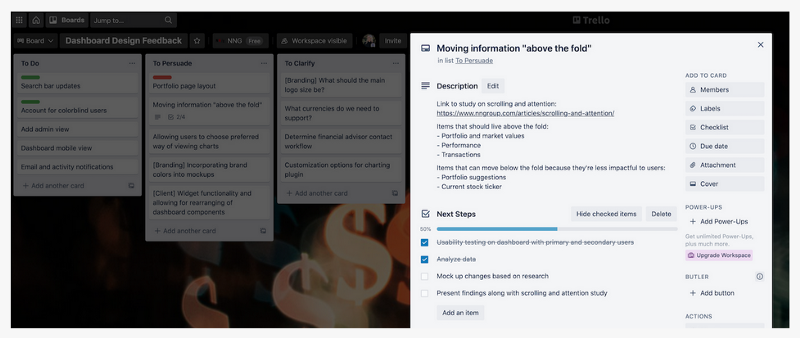 Boards
Jump to...
Trello
Board
Dashboard Design Feedback
NNG
Free
Workspace visible
Invite
To Do
Search bar updates
Account for colorblind users
Add admin view
Dashboard mobile view
Email and activity notifications
+ Add another card
To Persuade
Portfolio page layout
Moving information "above the fold"
2/4
Allowing users to choose preferred
way of viewing charts
[Branding] Incorporating brand
colors into mockups
[Client] Widget functionality and
allowing for rearranging of
dashboard components
+ Add another card
To Clarify
[Branding] What should the main
logo size be?
What currencies do we need to
support?
Determine financial advisor contact
workflow
Customization options for charting
plugin
+ Add another card
Moving information "above the fold"
in list To Persuade
Description
Edit
Link to study on scrolling and attention:
https://www.nngroup.com/articles/scrolling-and-attention/
Items that should live above the fold:
- Portfolio and market values
- Performance
- Transactions
Items that can move below the fold because they're less impactful to users:
- Portfolio suggestions
- Current stock ticker
Next Steps
Hide checked items
Delete
50%
Usability testing on dashboard with primary and secondary users
Analyze data
Mock up changes based on research
Present findings along with scrolling and attention study
Add an item
ADD TO CARD
Members
Labels
Checklist
Due date
Attachment
Cover
POWER-UPS
+ Add Power-Ups
Get unlimited Power-Ups,
plus much more.
Upgrade Workspace
BUTLER
+ Add button
ACTIONS